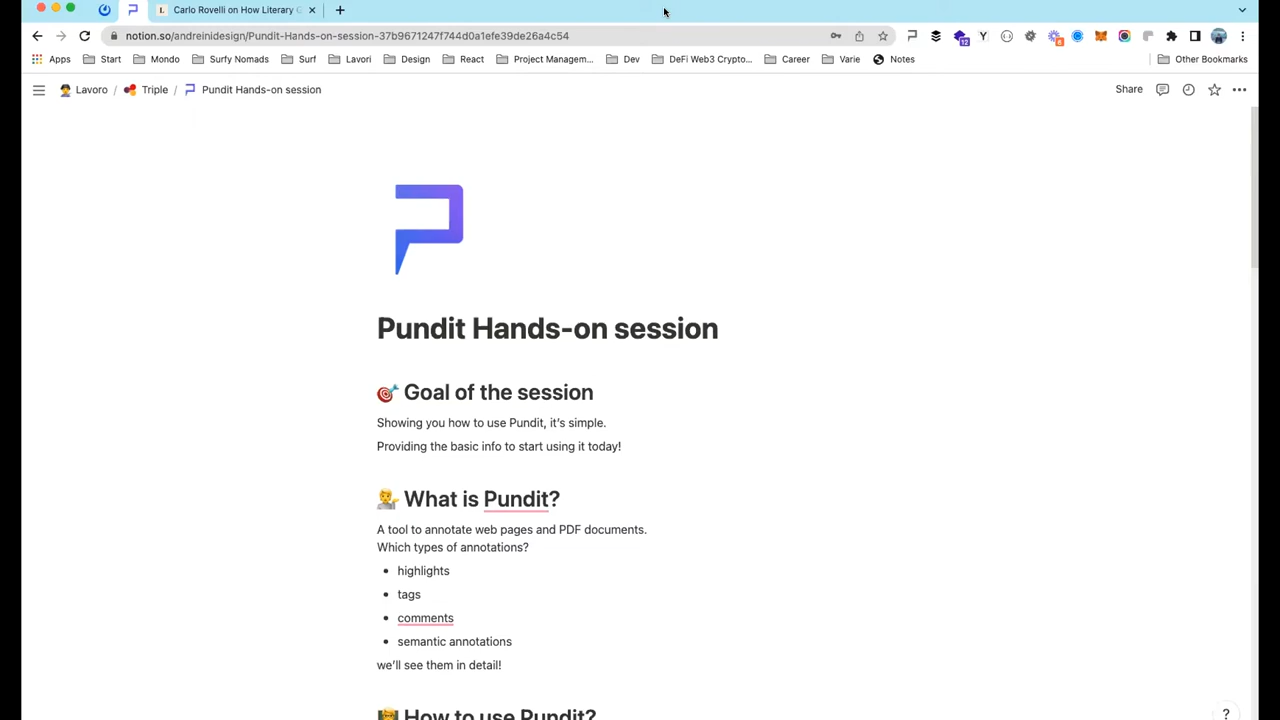 Carlo Rovelli on How Literary G
notion.so/andreinidesign/Pundit-Hands-on-session-37b9671247f744d0a1efe39de26a4c54
12
6
Apps
Start
Mondo
Surfy Nomads
Surf
Lavori
Design
React
Project Managem...
Dev
DeFi Web3 Crypto...
Career
Varie
Notes
Other Bookmarks
Lavoro / Triple / Pundit Hands-on session
Share
Pundit Hands-on session
Goal of the session
Showing you how to use Pundit, it's simple.
Providing the basic info to start using it today!
What is Pundit?
A tool to annotate web pages and PDF documents.
Which types of annotations?
• highlights
• tags
• comments
• semantic annotations
we'll see them in detail!
How to use Pundit?
?